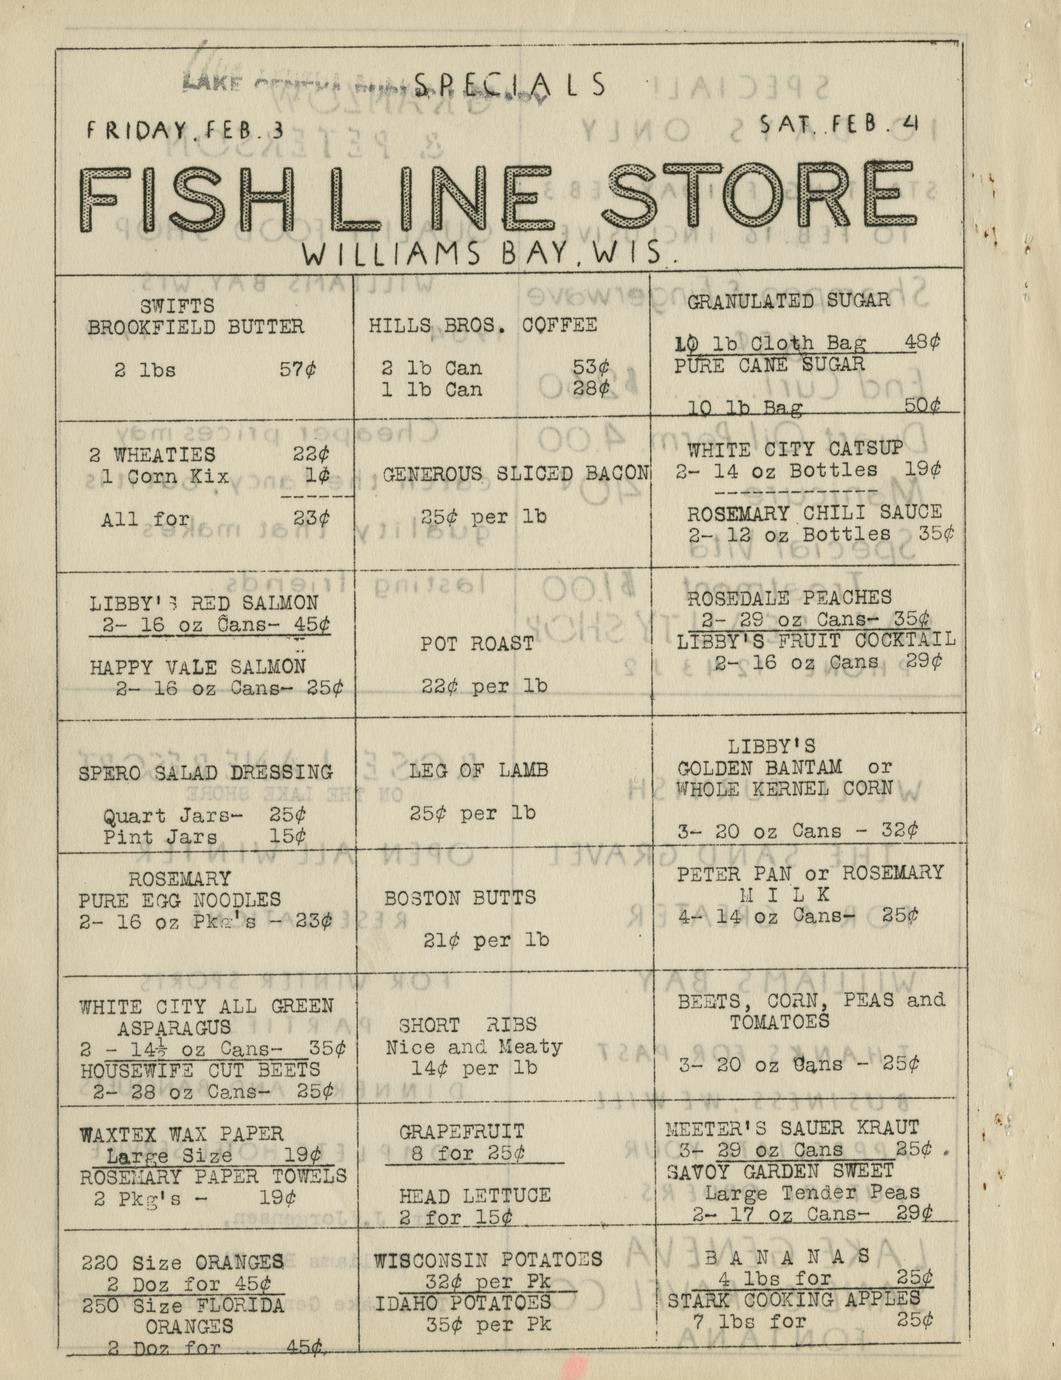 LAKE GENEVA
SPECIALS
FRIDAY, FEB. 3
SAT. FEB. 4
FISH LINE STORE
WILLIAMS BAY, WIS.
SWIFTS
BROOKFIELD BUTTER
2 lbs 57¢
HILLS BROS. COFFEE
2 lb Can 53¢
1 lb Can 28¢
GRANULATED SUGAR
10 lb Cloth Bag 48¢
PURE CANE SUGAR
10 lb Bag 50¢
2 WHEATIES 22¢
1 Corn Kix 1¢
------
All for 23¢
GENEROUS SLICED BACON
25¢ per lb
WHITE CITY CATSUP
2- 14 oz Bottles 19¢
-------------
ROSEMARY CHILI SAUCE
2- 12 oz Bottles 35¢
LIBBY'S RED SALMON
2- 16 oz Cans- 45¢
HAPPY VALE SALMON
2- 16 oz Cans- 25¢
POT ROAST
22¢ per lb
ROSEDALE PEACHES
2- 29 oz Cans- 35¢
LIBBY'S FRUIT COCKTAIL
2- 16 oz Cans 29¢
SPERO SALAD DRESSING
Quart Jars- 25¢
Pint Jars 15¢
LEG OF LAMB
25¢ per lb
LIBBY'S
GOLDEN BANTAM or
WHOLE KERNEL CORN
3- 20 oz Cans - 32¢
ROSEMARY
PURE EGG NOODLES
2- 16 oz Pkg's - 23¢
BOSTON BUTTS
21¢ per lb
PETER PAN or ROSEMARY
M I L K
4- 14 oz Cans- 25¢
WHITE CITY ALL GREEN
ASPARAGUS
2 - 14½ oz Cans- 35¢
HOUSEWIFE CUT BEETS
2- 28 oz Cans- 25¢
SHORT RIBS
Nice and Meaty
14¢ per lb
BEETS, CORN, PEAS and
TOMATOES
3- 20 oz Cans - 25¢
WAXTEX WAX PAPER
Large Size 19¢
ROSEMARY PAPER TOWELS
2 Pkg's - 19¢
GRAPEFRUIT
8 for 25¢
HEAD LETTUCE
2 for 15¢
MEETER'S SAUER KRAUT
3- 29 oz Cans 25¢.
SAVOY GARDEN SWEET
Large Tender Peas
2- 17 oz Cans- 29¢
220 Size ORANGES
2 Doz for 45¢
250 Size FLORIDA
ORANGES
2 Doz for 45¢
WISCONSIN POTATOES
32¢ per Pk
IDAHO POTATOES
35¢ per Pk
B A N A N A S
4 lbs for 25¢
STARK COOKING APPLES
7 lbs for 25¢